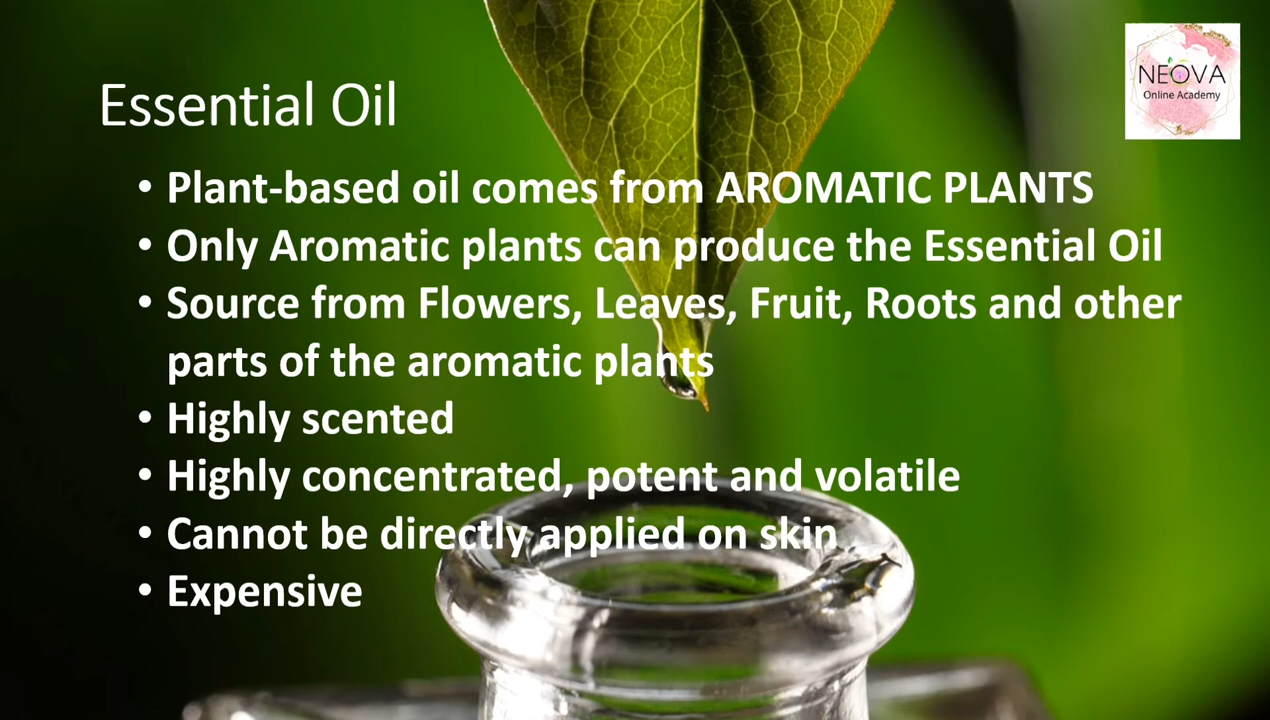 NEOVA
Online Academy
Essential Oil
• Plant-based oil comes from AROMATIC PLANTS
• Only Aromatic plants can produce the Essential Oil
• Source from Flowers, Leaves, Fruit, Roots and other
parts of the aromatic plants
• Highly scented
• Highly concentrated, potent and volatile
• Cannot be directly applied on skin
• Expensive